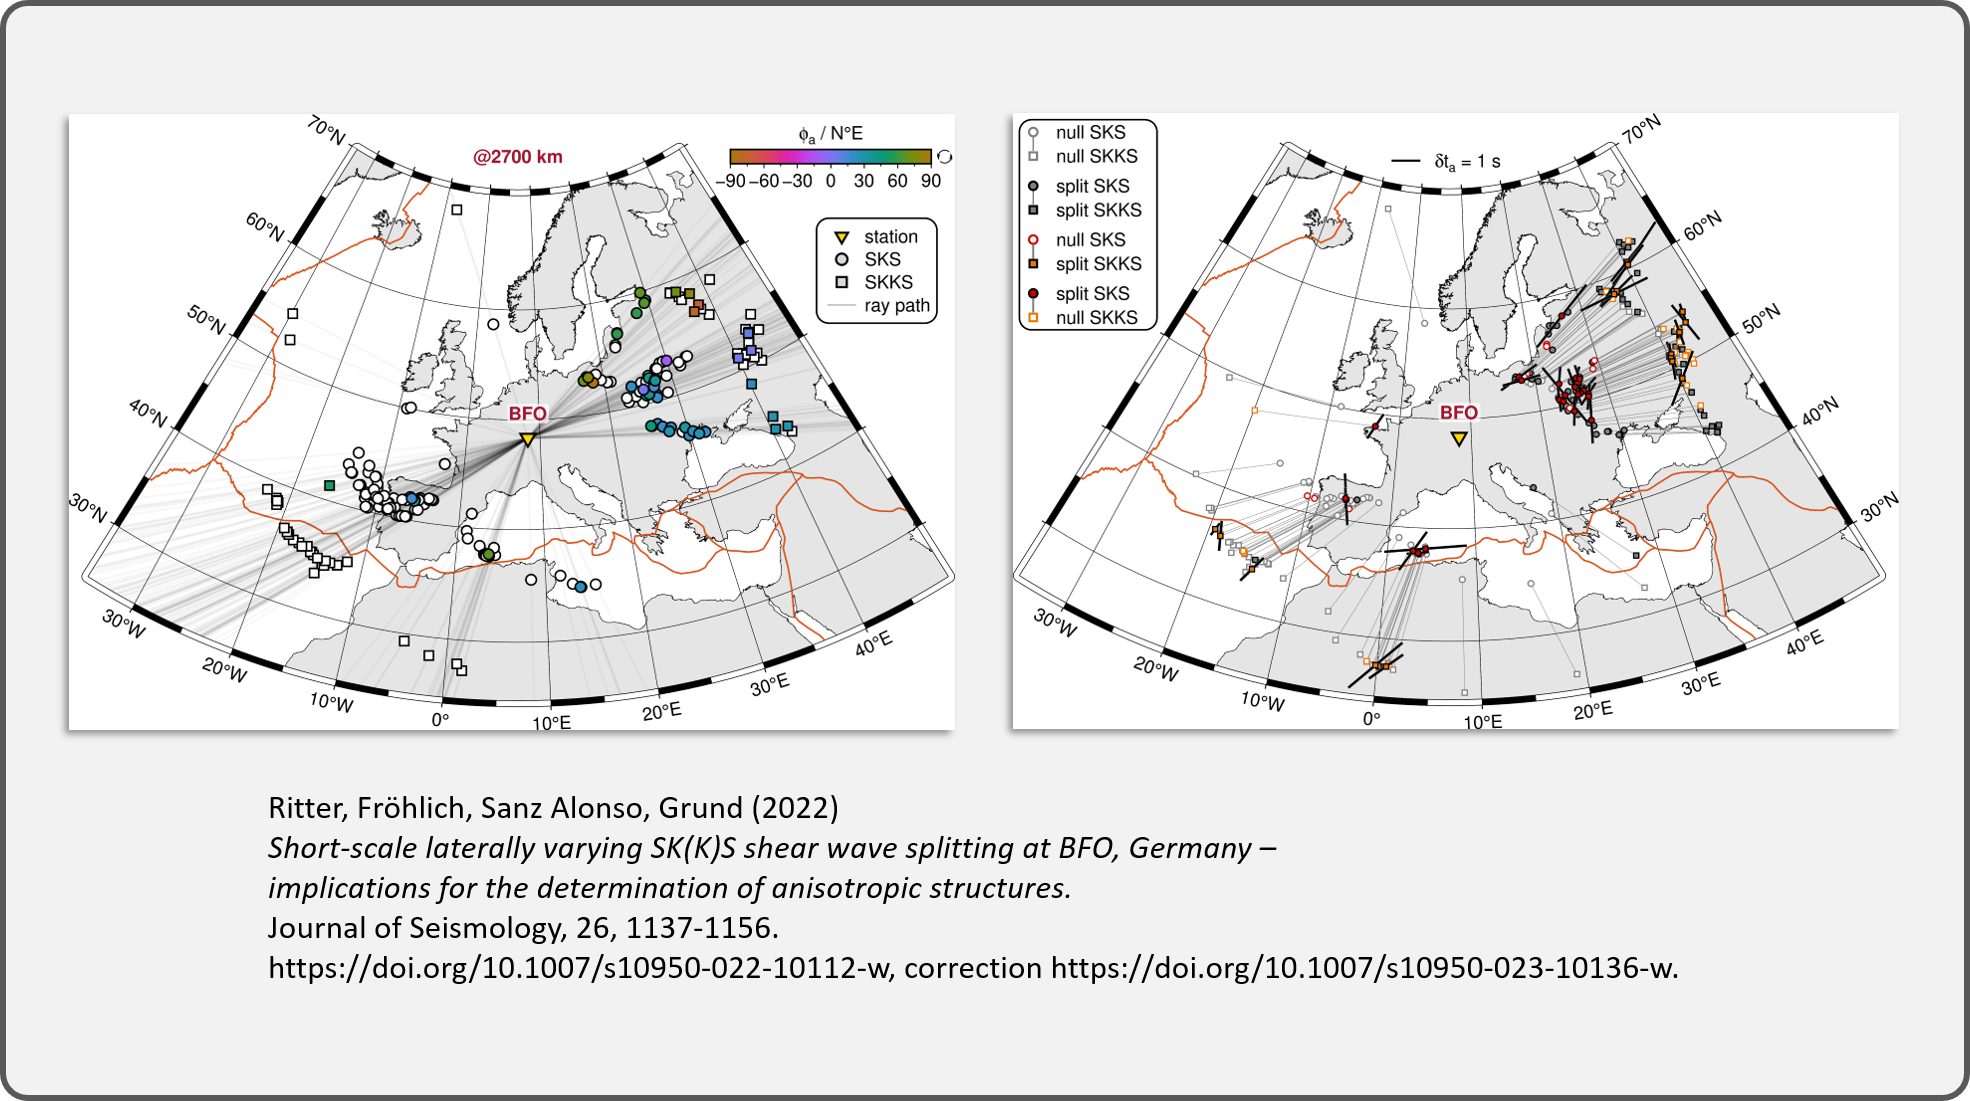 @2700 km
ϕa / N°E
−90 −60 −30 0 30 60 90
station
SKS
SKKS
ray path
BFO
70°N
60°N
50°N
40°N
30°N
30°W
20°W
10°W
0°
10°E
20°E
30°E
40°E
null SKS
null SKKS
split SKS
split SKKS
null SKS
split SKKS
split SKS
null SKKS
δta = 1 s
BFO
70°N
60°N
50°N
40°N
30°N
30°W
20°W
10°W
0°
10°E
20°E
30°E
40°E
Ritter, Fröhlich, Sanz Alonso, Grund (2022)
Short-scale laterally varying SK(K)S shear wave splitting at BFO, Germany –
implications for the determination of anisotropic structures.
Journal of Seismology, 26, 1137-1156.
https://doi.org/10.1007/s10950-022-10112-w, correction https://doi.org/10.1007/s10950-023-10136-w.